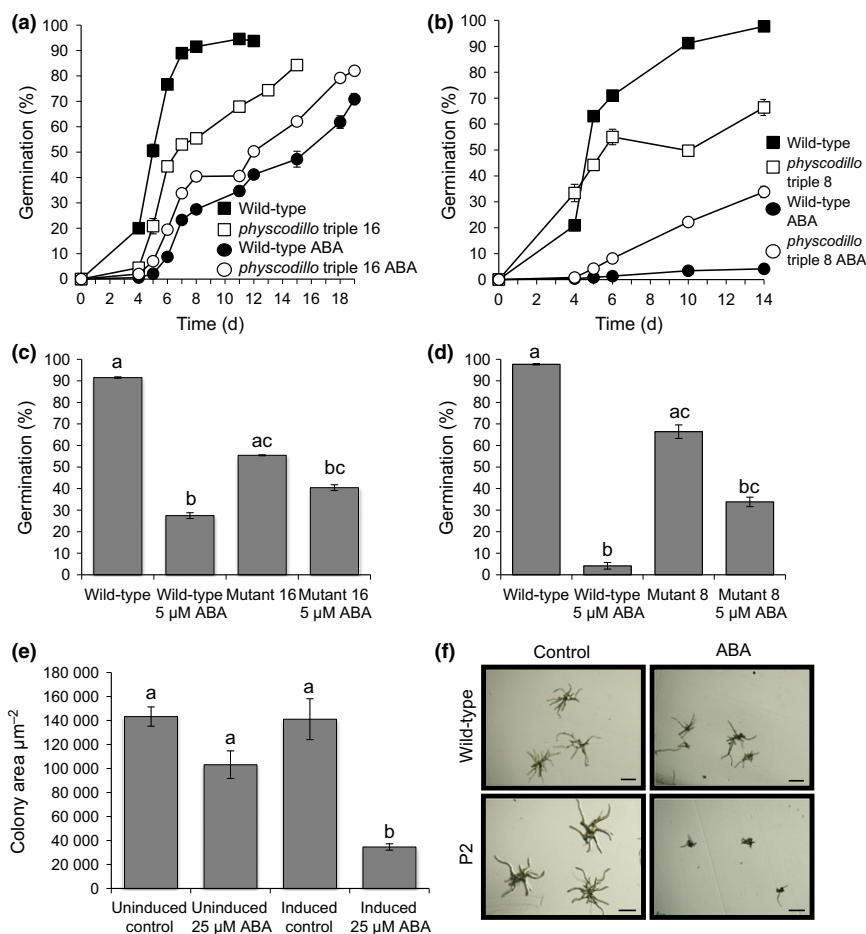 (a)
100
90
80
70
60
50
40
30
20
10
0
Germination (%)
0 2 4 6 8 10 12 14 16 18
Time (d)
Wild-type
physcodillo triple 16
Wild-type ABA
physcodillo triple 16 ABA
(b)
100
90
80
70
60
50
40
30
20
10
0
Germination (%)
0 2 4 6 8 10 12 14
Time (d)
Wild-type
physcodillo
triple 8
Wild-type
ABA
physcodillo
triple 8 ABA
(c)
100
90
80
70
60
50
40
30
20
10
0
Germination (%)
a
b
ac
bc
Wild-type
Wild-type
5 µM ABA
Mutant 16
Mutant 16
5 µM ABA
(d)
100
90
80
70
60
50
40
30
20
10
0
Germination (%)
a
b
ac
bc
Wild-type
Wild-type
5 µM ABA
Mutant 8
Mutant 8
5 µM ABA
(e)
180 000
160 000
140 000
120 000
100 000
80 000
60 000
40 000
20 000
0
Colony area µm⁻²
a
a
a
b
Uninduced
control
Uninduced
25 µM ABA
Induced
control
Induced
25 µM ABA
(f)
Control
ABA
Wild-type
P2